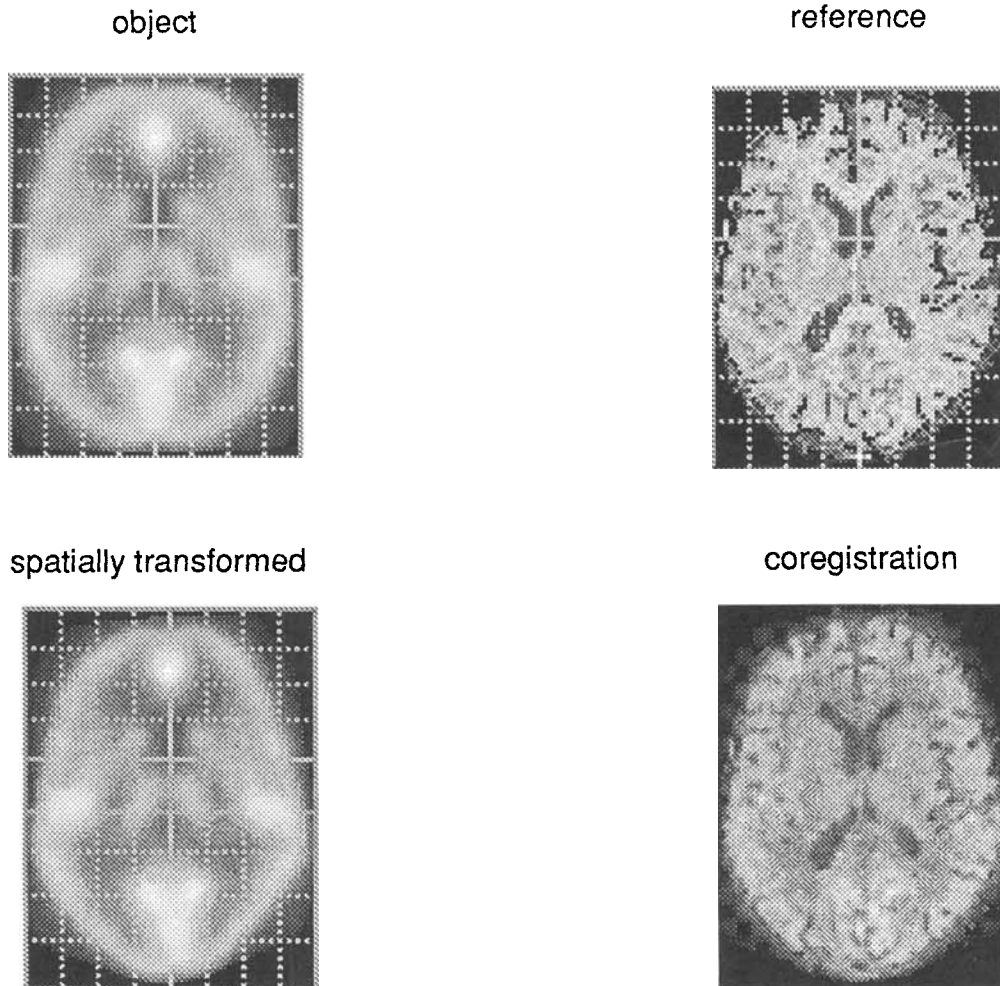 object
reference
spatially transformed
coregistration